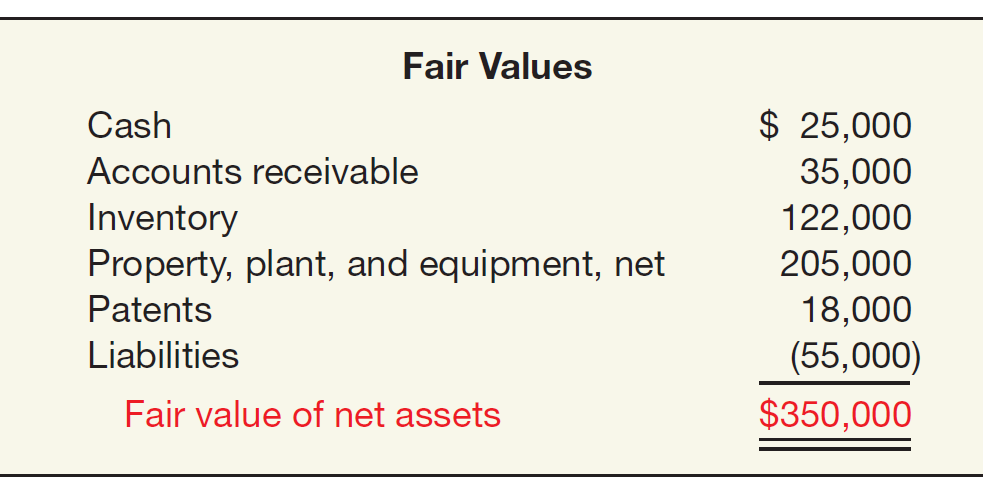 Fair Values
Cash $ 25,000
Accounts receivable 35,000
Inventory 122,000
Property, plant, and equipment, net 205,000
Patents 18,000
Liabilities (55,000)
Fair value of net assets $350,000